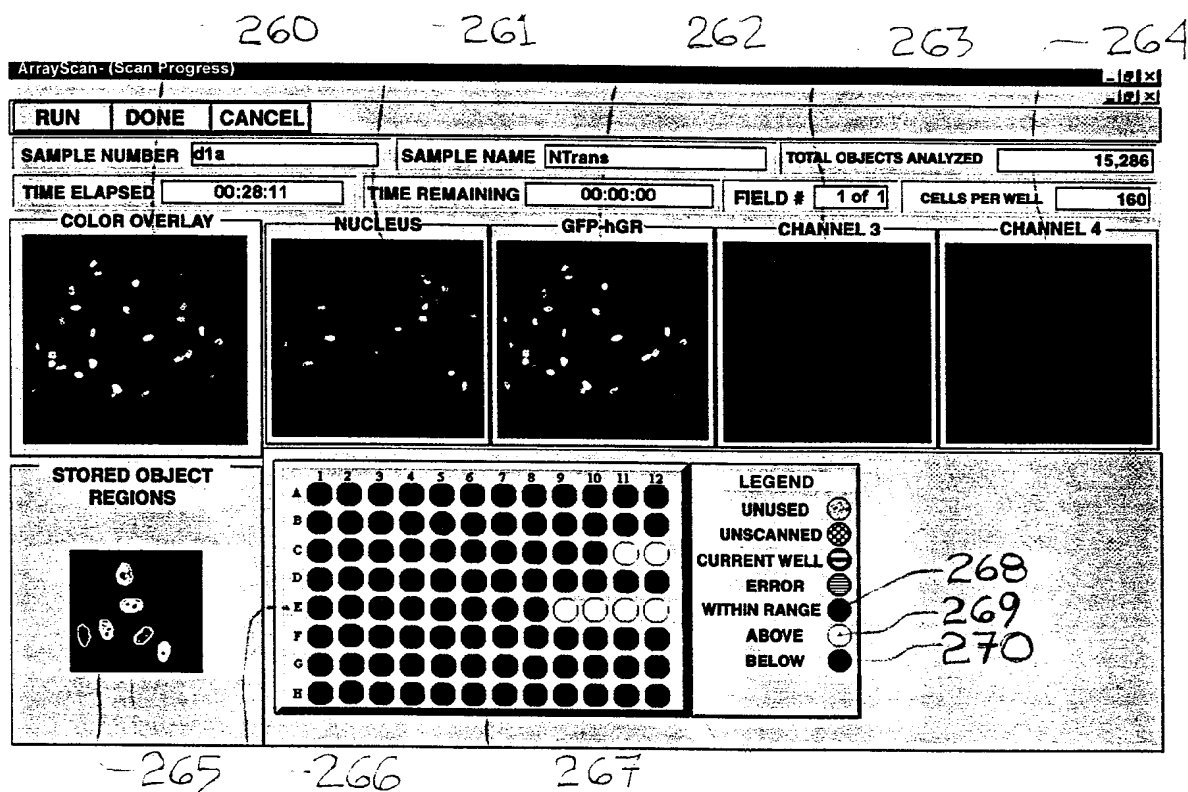 260 261 262 263 264
ArrayScan- (Scan Progress)
RUN DONE CANCEL
SAMPLE NUMBER d1a SAMPLE NAME NTrans TOTAL OBJECTS ANALYZED 15,286
TIME ELAPSED 00:28:11 TIME REMAINING 00:00:00 FIELD # 1 of 1 CELLS PER WELL 160
COLOR OVERLAY NUCLEUS GFP-hGR CHANNEL 3 CHANNEL 4
STORED OBJECT
REGIONS
1 2 3 4 5 6 7 8 9 10 11 12
A
B
C
D
E
F
G
H
LEGEND
UNUSED
UNSCANNED
CURRENT WELL
ERROR
WITHIN RANGE
ABOVE
BELOW
268
269
270
265 266 267